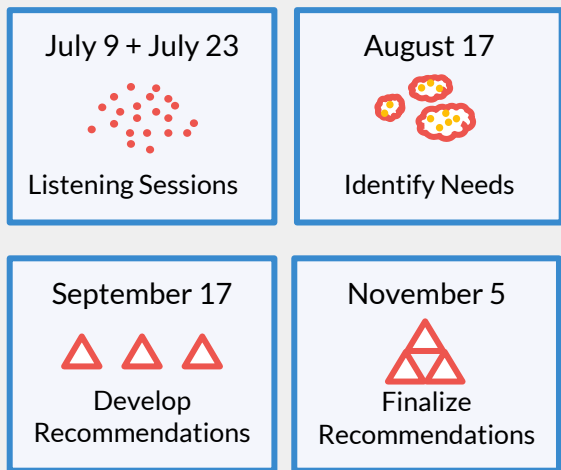 July 9 + July 23
Listening Sessions
August 17
Identify Needs
September 17
Develop
Recommendations
November 5
Finalize
Recommendations